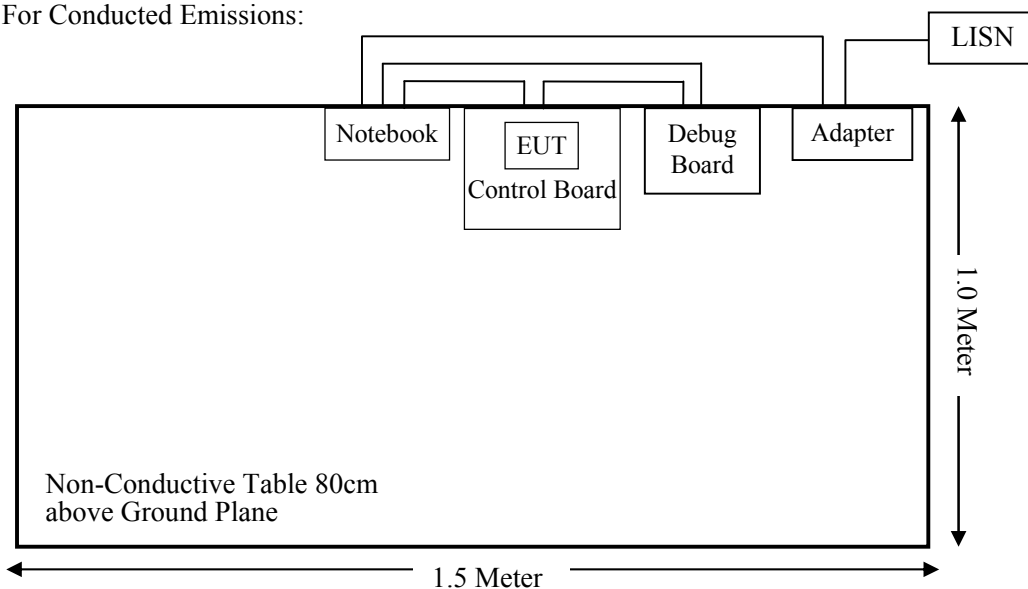 For Conducted Emissions:
LISN
Notebook
EUT
Control Board
Debug
Board
Adapter
1.0 Meter
Non-Conductive Table 80cm
above Ground Plane
1.5 Meter